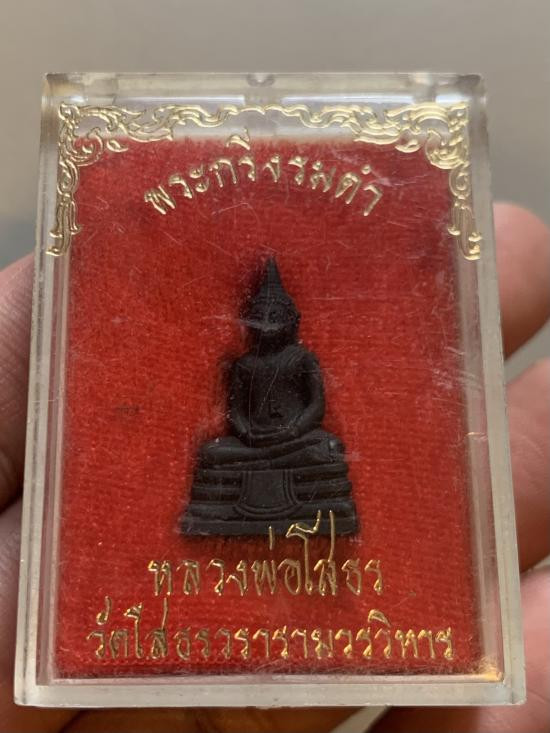 พระกริ่งรมดำ
หลวงพ่อโสธร
วัดโสธรวรารามวรวิหาร